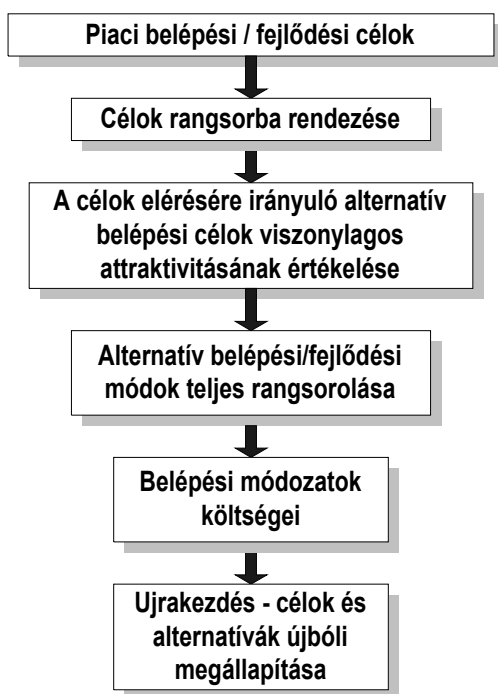 Piaci belépési / fejlődési célok
Célok rangsorba rendezése
A célok elérésére irányuló alternatív
belépési célok viszonylagos
attraktivitásának értékelése
Alternatív belépési/fejlődési
módok teljes rangsorolása
Belépési módozatok
költségei
Ujrakezdés - célok és
alternatívák újbóli
megállapítása